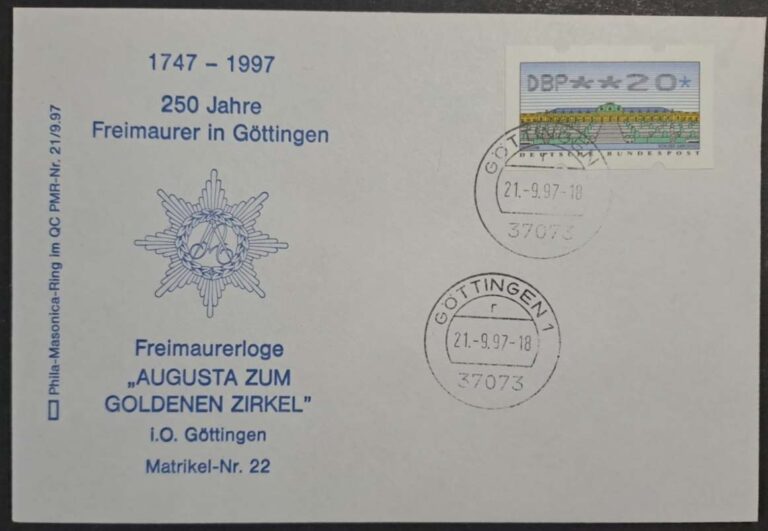 1747 – 1997
250 Jahre
Freimaurer in Göttingen
Freimaurerloge
„AUGUSTA ZUM
GOLDENEN ZIRKEL"
i.O. Göttingen
Matrikel-Nr. 22
Phila-Masonica-Ring im QC PMR-Nr. 21/9.97
DBP**20*
DEUTSCHE BUNDESPOST
GÖTTINGEN
r
21.-9.97-18
37073
GÖTTINGEN 1
r
21.-9.97-18
37073